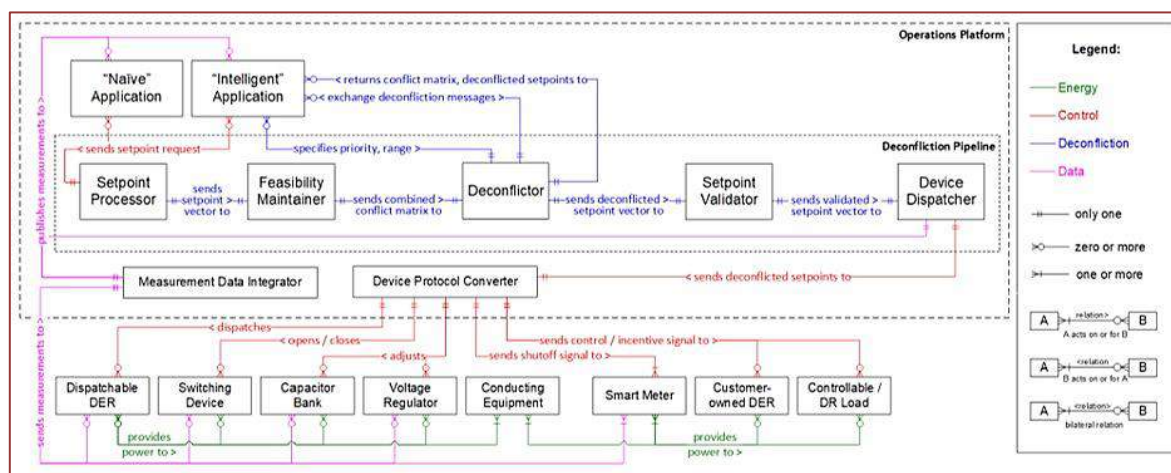 Operations Platform
"Naïve"
Application
"Intelligent"
Application
< returns conflict matrix, deconflicted setpoints to
< exchange deconfliction messages >
publishes measurements to >
< sends setpoint request
specifies priority, range >
Deconfliction Pipeline
Setpoint
Processor
sends
setpoint >
vector to
Feasibility
Maintainer
sends combined >
conflict matrix to
Deconflictor
sends deconflicted >
setpoint vector to
Setpoint
Validator
sends validated >
setpoint vector to
Device
Dispatcher
Measurement Data Integrator
Device Protocol Converter
< sends deconflicted setpoints to
sends measurements to >
< dispatches
< opens / closes
< adjusts
sends control / incentive signal to >
sends shutoff signal to >
Dispatchable
DER
Switching
Device
Capacitor
Bank
Voltage
Regulator
Conducting
Equipment
Smart Meter
Customer-
owned DER
Controllable /
DR Load
provides
power to >
provides
power to >
Legend:
Energy
Control
Deconfliction
Data
only one
zero or more
one or more
A
relation>
B
A acts on or for B
A
<relation
B
B acts on or for A
A
<relation>
B
bilateral relation